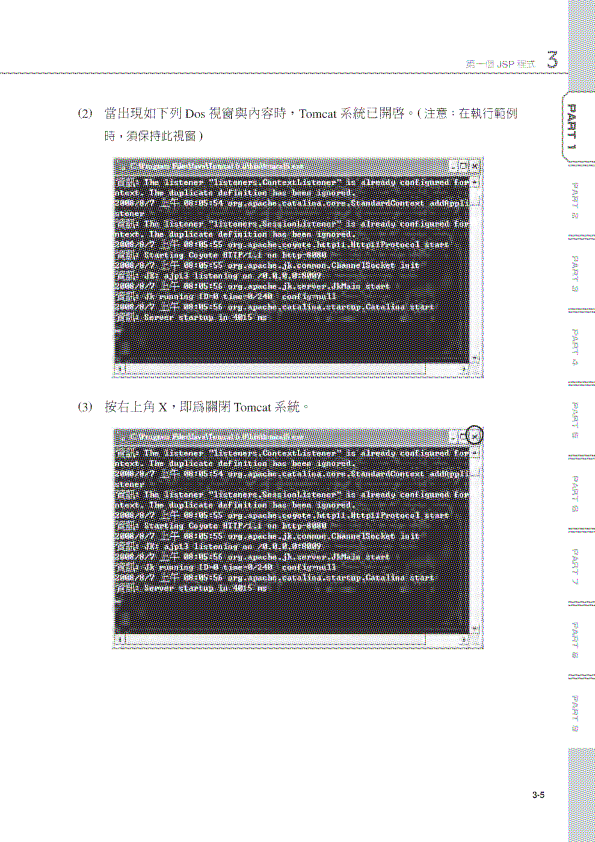 第一個 JSP 程式 3
(2) 當出現如下列 Dos 視窗與內容時，Tomcat 系統已開啓。( 注意：在執行範例
時，須保持此視窗 )
資訊: The listener "listeners.ContextListener" is already configured for
ntext. The duplicate definition has been ignored.
2008/8/7 上午 08:05:54 org.apache.catalina.core.StandardContext addAppli
stener
資訊: The listener "listeners.SessionListener" is already configured for
ntext. The duplicate definition has been ignored.
2008/8/7 上午 08:05:55 org.apache.coyote.http11.Http11Protocol start
資訊: Starting Coyote HTTP/1.1 on http-8080
2008/8/7 上午 08:05:55 org.apache.jk.common.ChannelSocket init
資訊: JK: ajp13 listening on /0.0.0.0:8009
2008/8/7 上午 08:05:56 org.apache.jk.server.JkMain start
資訊: Jk running ID=0 time=0/240 config=null
2008/8/7 上午 08:05:56 org.apache.catalina.startup.Catalina start
資訊: Server startup in 4015 ms
(3) 按右上角 X，即為關閉 Tomcat 系統。
資訊: The listener "listeners.ContextListener" is already configured for
ntext. The duplicate definition has been ignored.
2008/8/7 上午 08:05:54 org.apache.catalina.core.StandardContext addAppli
stener
資訊: The listener "listeners.SessionListener" is already configured for
ntext. The duplicate definition has been ignored.
2008/8/7 上午 08:05:55 org.apache.coyote.http11.Http11Protocol start
資訊: Starting Coyote HTTP/1.1 on http-8080
2008/8/7 上午 08:05:55 org.apache.jk.common.ChannelSocket init
資訊: JK: ajp13 listening on /0.0.0.0:8009
2008/8/7 上午 08:05:56 org.apache.jk.server.JkMain start
資訊: Jk running ID=0 time=0/240 config=null
2008/8/7 上午 08:05:56 org.apache.catalina.startup.Catalina start
資訊: Server startup in 4015 ms
PART 1
PART 2
PART 3
PART 4
PART 5
PART 6
PART 7
PART 8
PART 9
3-5